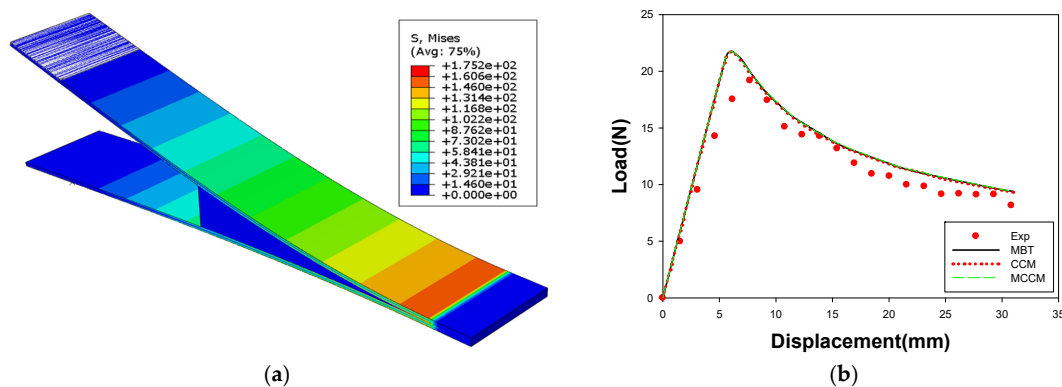 S, Mises
(Avg: 75%)
+1.752e+02
+1.606e+02
+1.460e+02
+1.314e+02
+1.168e+02
+1.022e+02
+8.762e+01
+7.302e+01
+5.841e+01
+4.381e+01
+2.921e+01
+1.460e+01
+0.000e+00
(a)
Load(N)
25
20
15
10
5
0
0 5 10 15 20 25 30 35
Displacement(mm)
Exp
MBT
CCM
MCCM
(b)